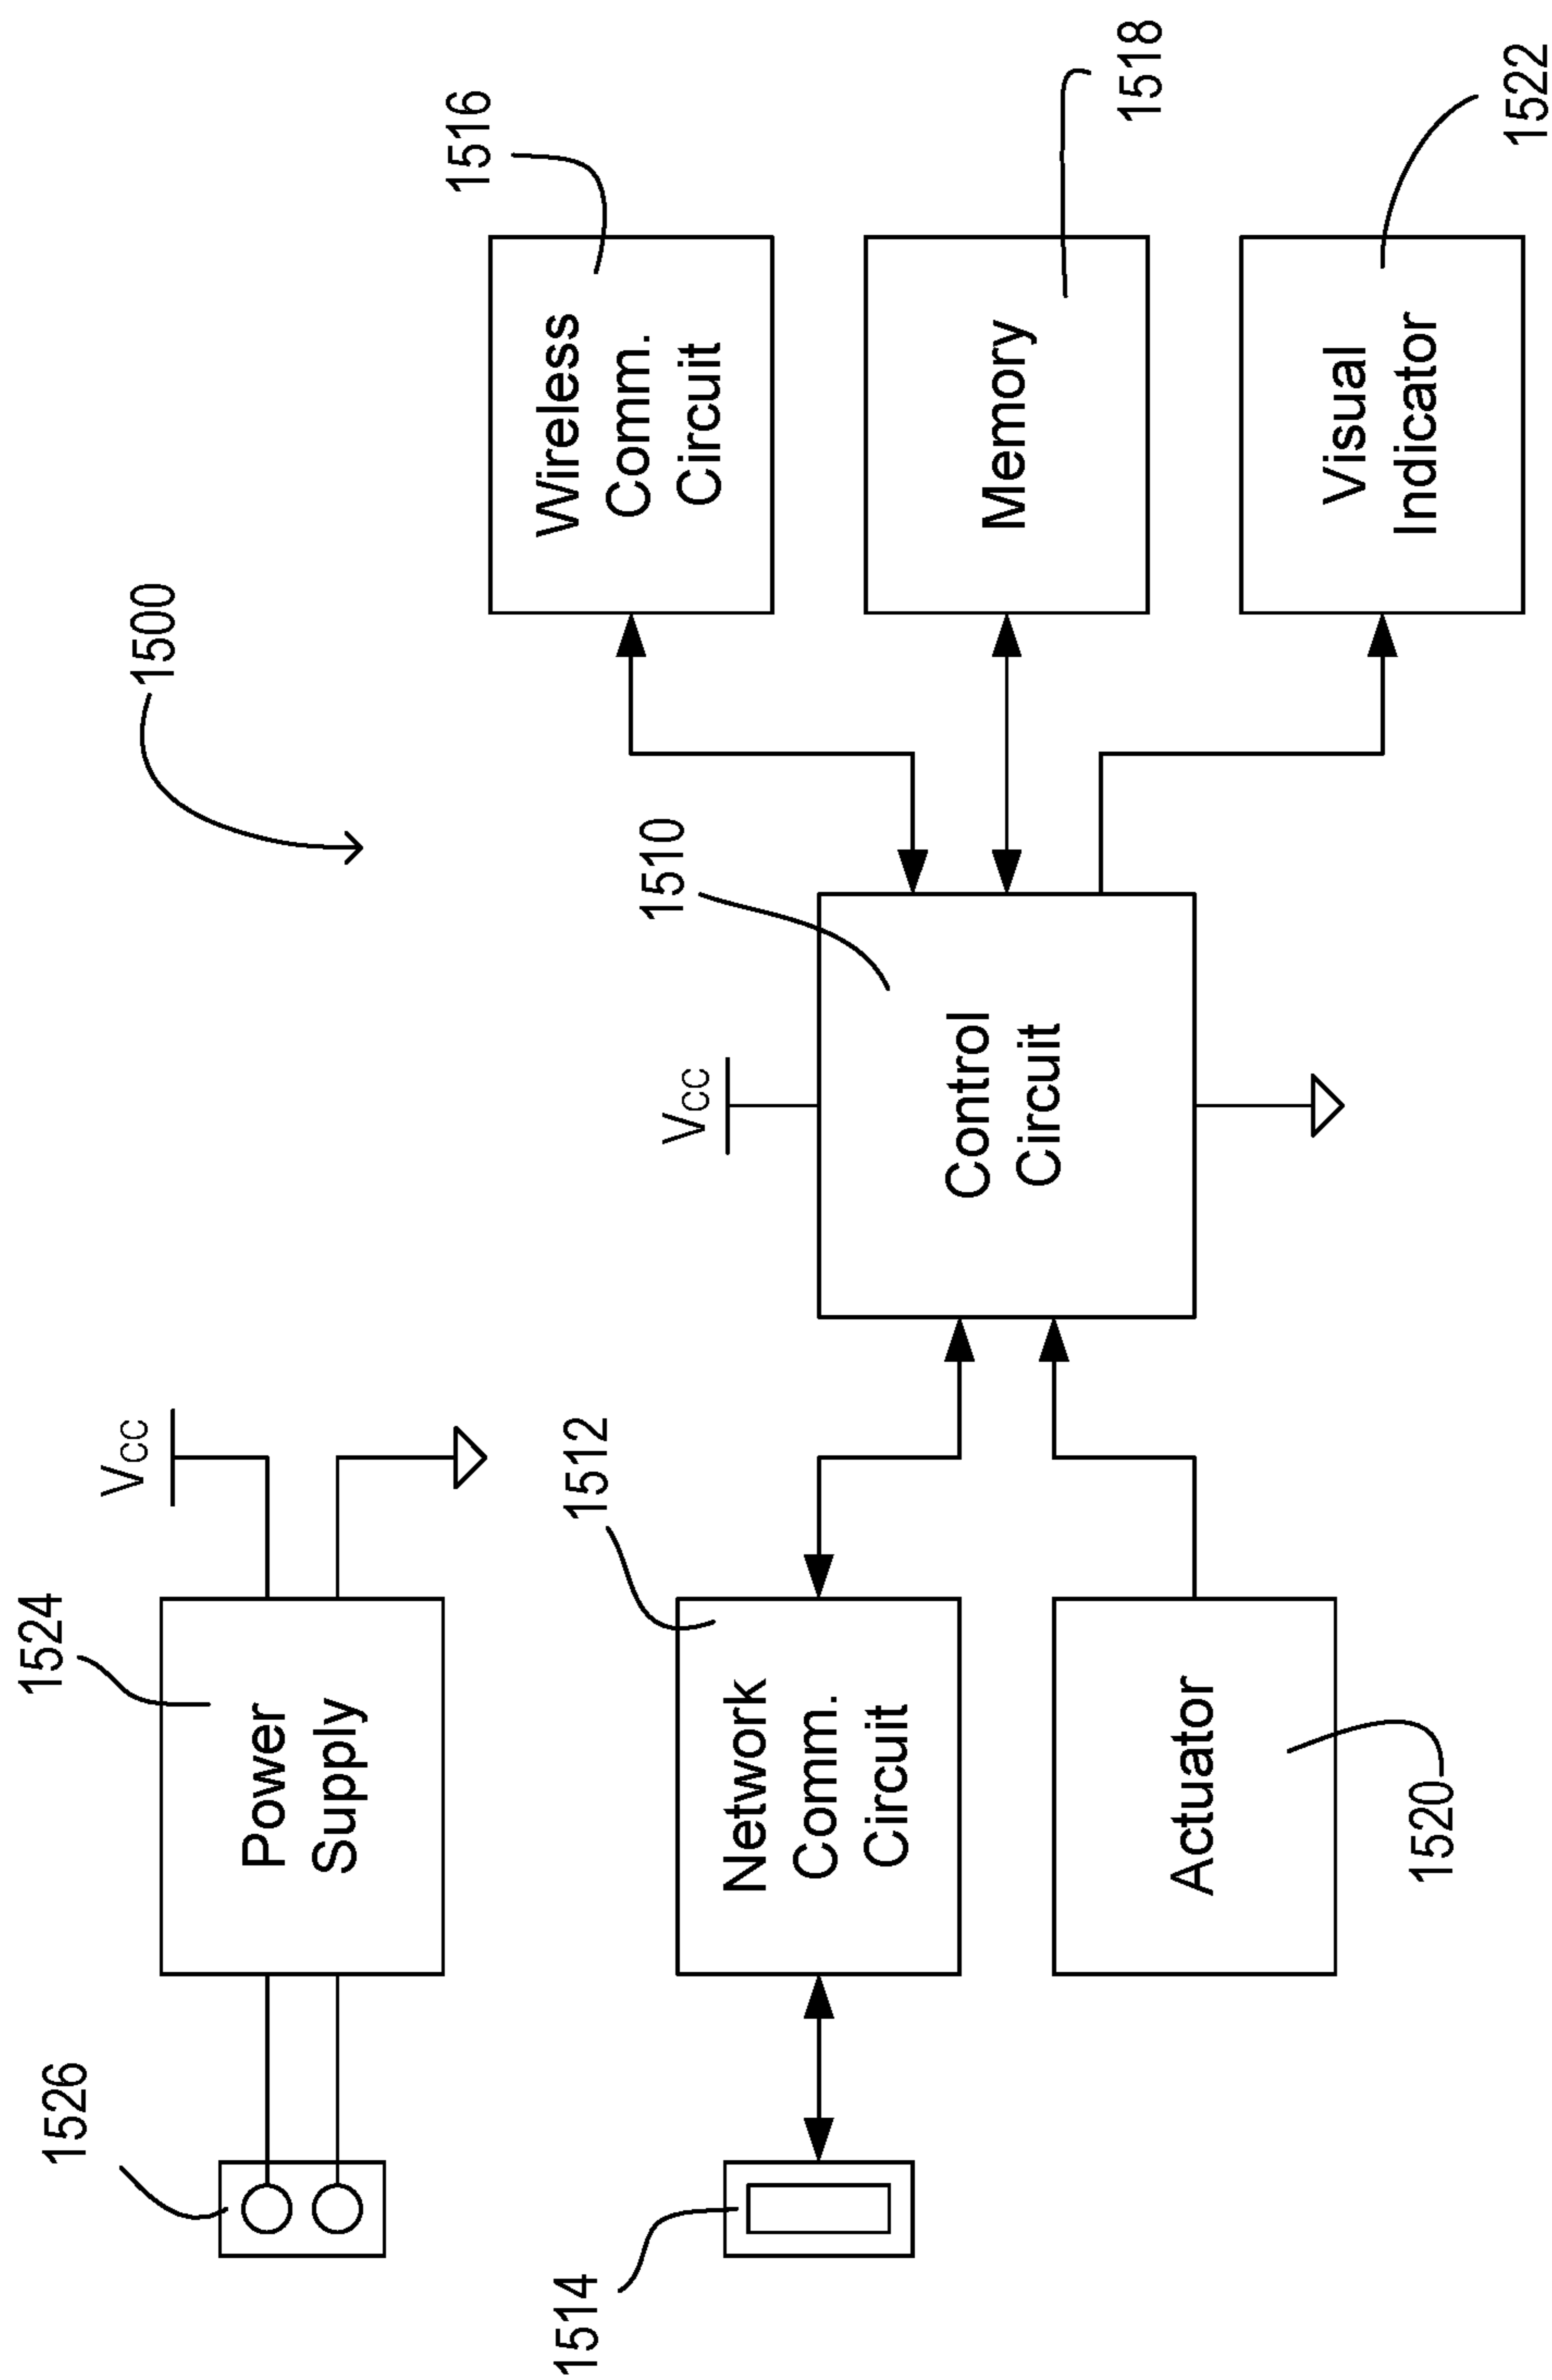 1500
1526
1524
Power
Supply
VCC
1514
1512
Network
Comm.
Circuit
1520
Actuator
VCC
1510
Control
Circuit
1516
Wireless
Comm.
Circuit
1518
Memory
1522
Visual
Indicator